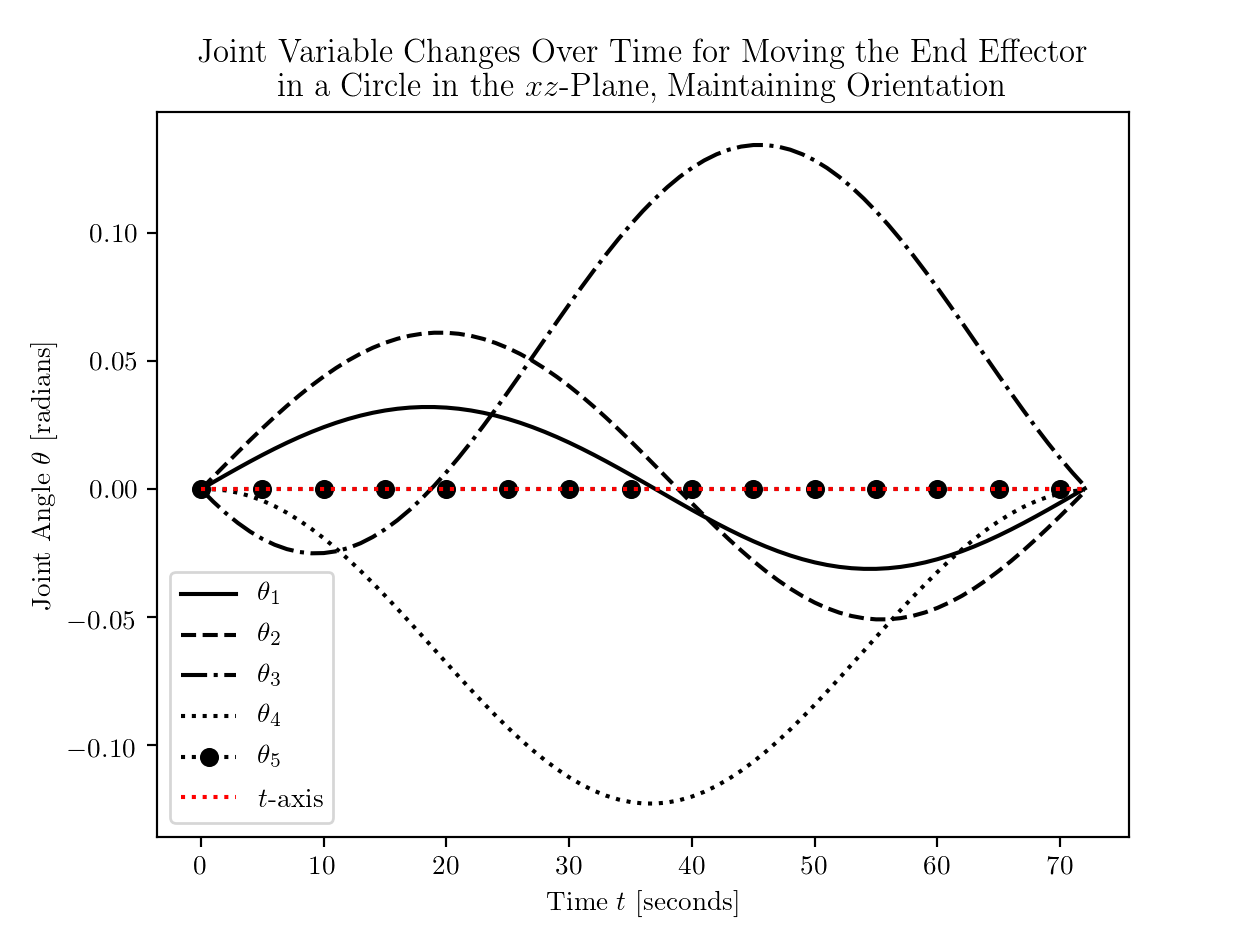 Joint Variable Changes Over Time for Moving the End Effector
in a Circle in the xz-Plane, Maintaining Orientation
Joint Angle θ [radians]
0.10
0.05
0.00
−0.05
−0.10
θ₁
θ₂
θ₃
θ₄
θ₅
t-axis
0 10 20 30 40 50 60 70
Time t [seconds]